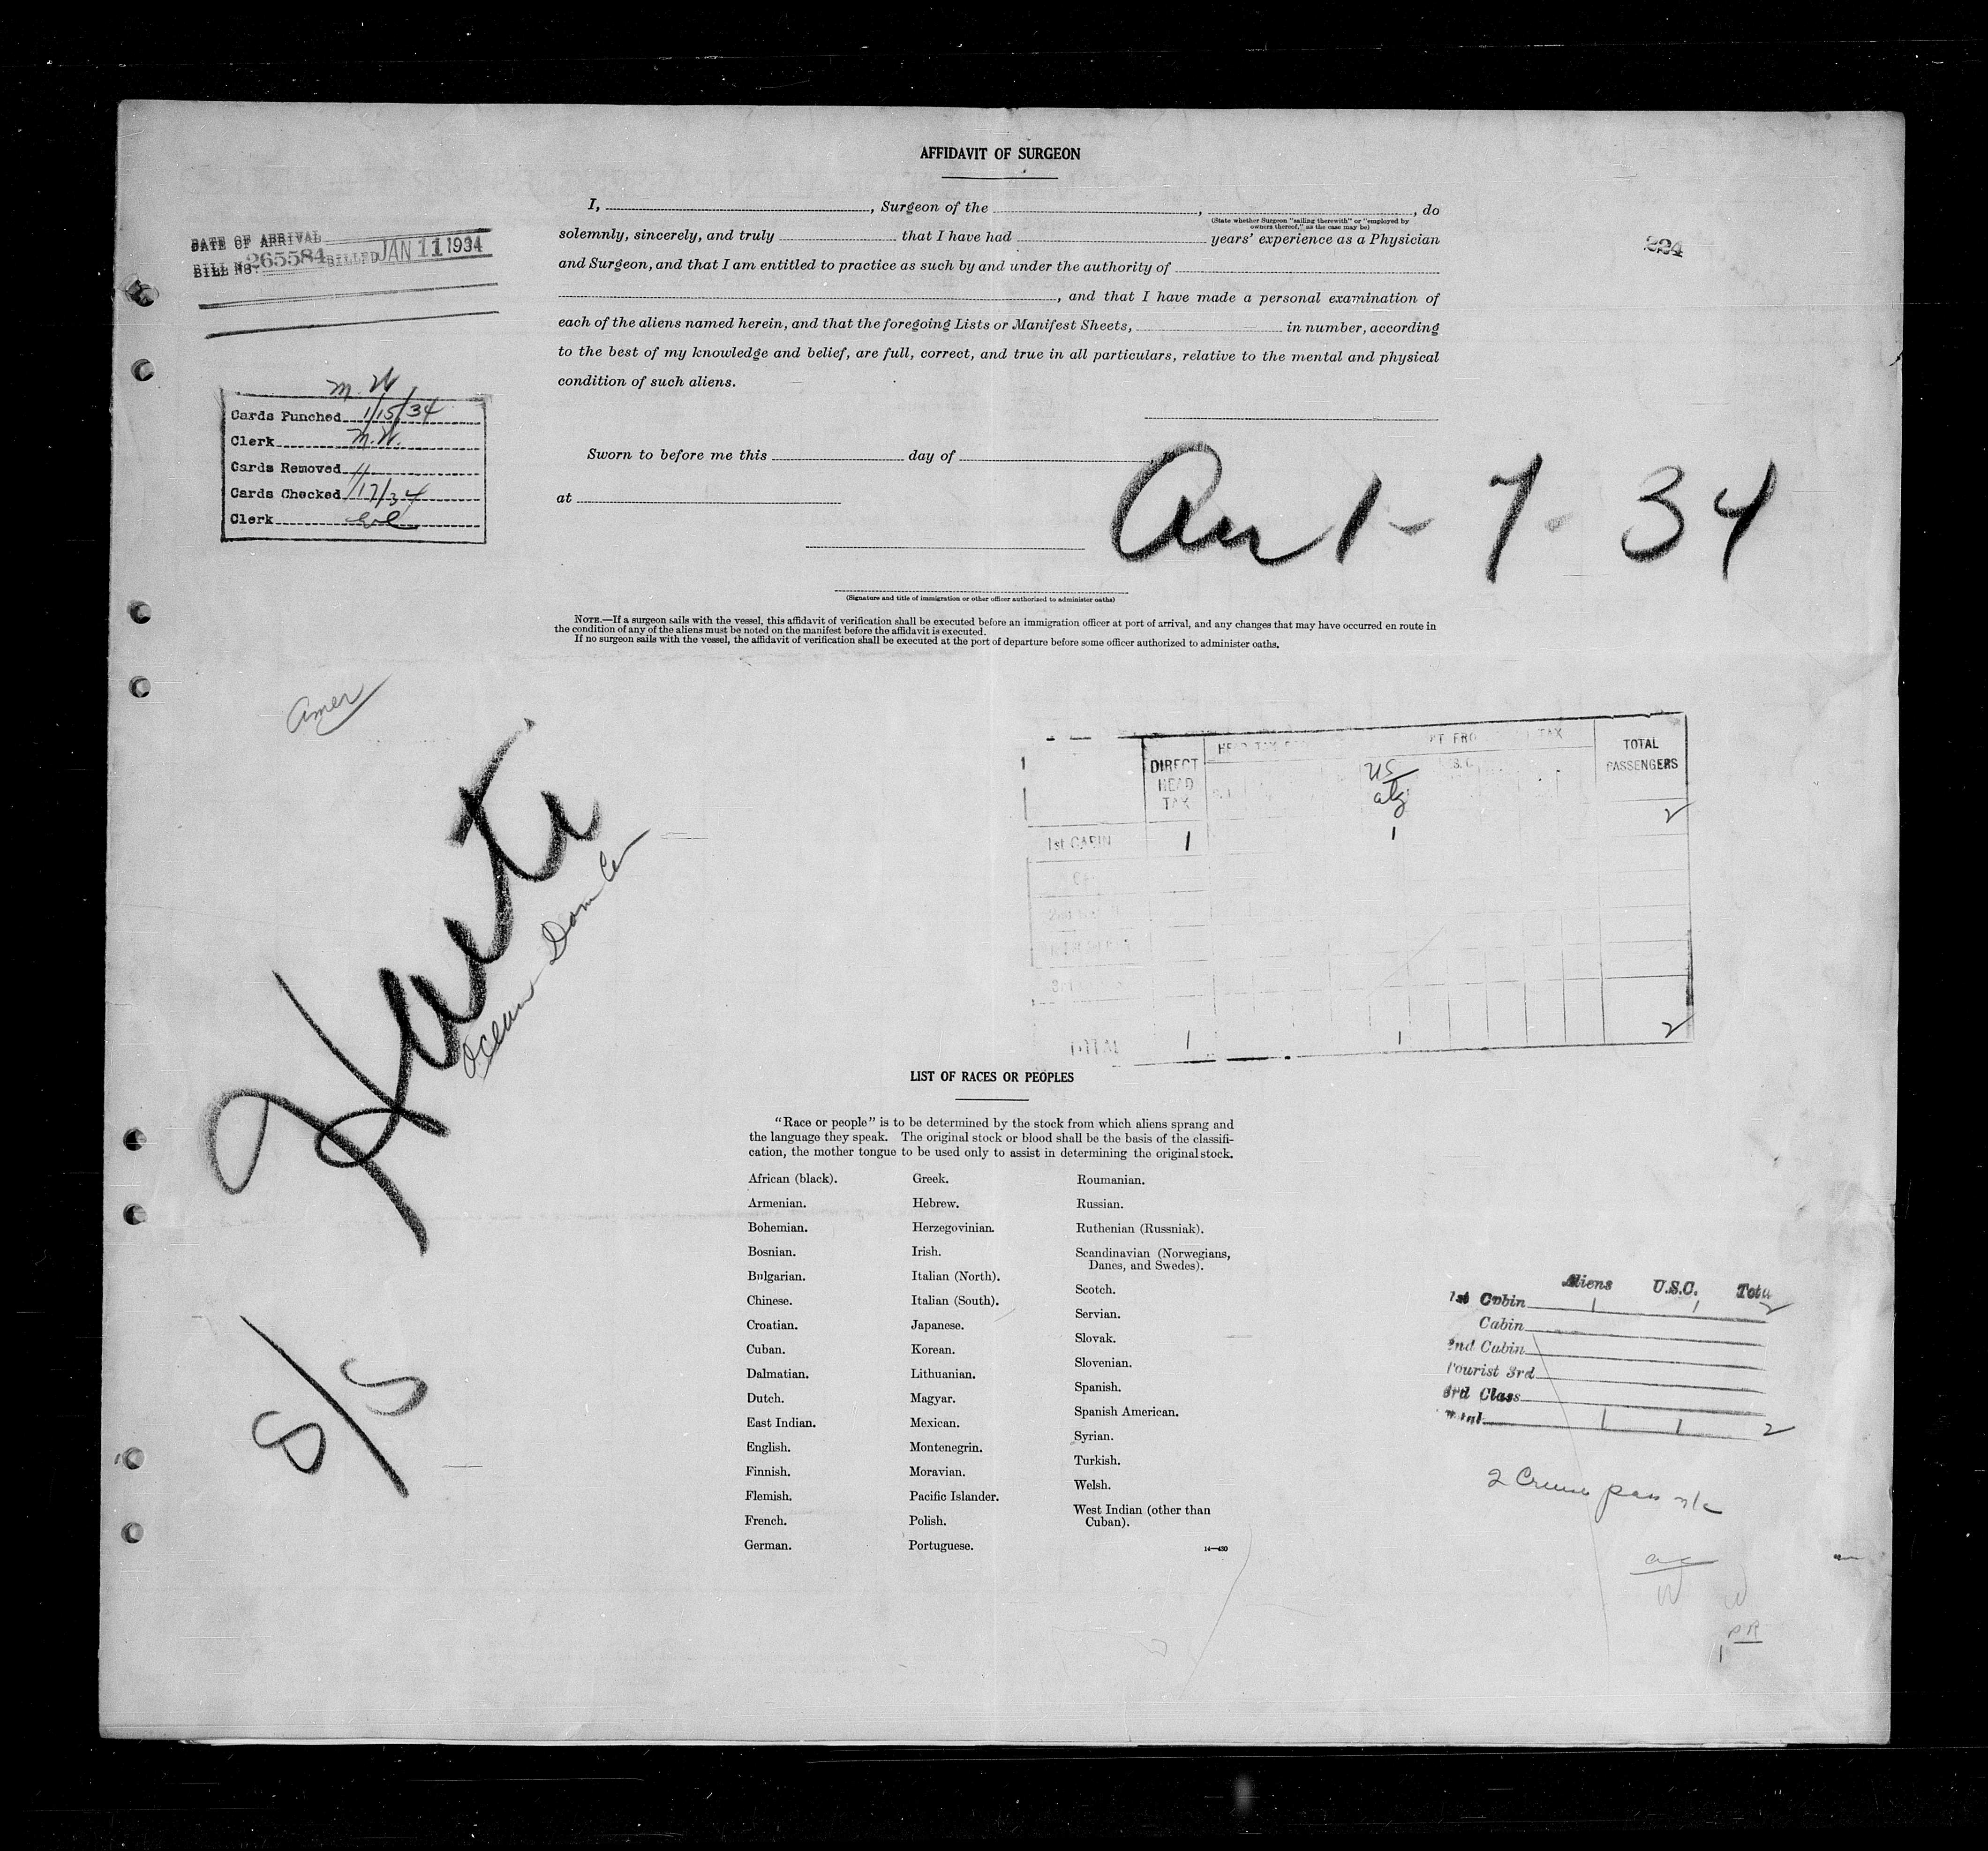 AFFIDAVIT OF SURGEON
I, , Surgeon of the , , do
(State whether Surgeon "sailing therewith" or "employed by
owners thereof," as the case may be)
solemnly, sincerely, and truly that I have had years' experience as a Physician
and Surgeon, and that I am entitled to practice as such by and under the authority of
, and that I have made a personal examination of
each of the aliens named herein, and that the foregoing Lists or Manifest Sheets, in number, according
to the best of my knowledge and belief, are full, correct, and true in all particulars, relative to the mental and physical
condition of such aliens.
Sworn to before me this day of , 19
at
(Signature and title of immigration or other officer authorized to administer oaths)
NOTE.—If a surgeon sails with the vessel, this affidavit of verification shall be executed before an immigration officer at port of arrival, and any changes that may have occurred en route in
the condition of any of the aliens must be noted on the manifest before the affidavit is executed.
If no surgeon sails with the vessel, the affidavit of verification shall be executed at the port of departure before some officer authorized to administer oaths.
DATE OF ARRIVAL
BILL No. 265584 BILLED JAN 11 1934
224
M. W.
Cards Punched 1/15/34
Clerk M. W.
Cards Removed
Cards Checked 1/17/34
Clerk
Arr 1-7-34
Amer
Haiti
Ocean Dom
S/S
DIRECT HEAD TAX
TOTAL PASSENGERS
US
alg
2
1st CABIN 1 1
3rd
TOTAL 1 1 2
LIST OF RACES OR PEOPLES
"Race or people" is to be determined by the stock from which aliens sprang and
the language they speak. The original stock or blood shall be the basis of the classifi-
cation, the mother tongue to be used only to assist in determining the original stock.
African (black).
Armenian.
Bohemian.
Bosnian.
Bulgarian.
Chinese.
Croatian.
Cuban.
Dalmatian.
Dutch.
East Indian.
English.
Finnish.
Flemish.
French.
German.
Greek.
Hebrew.
Herzegovinian.
Irish.
Italian (North).
Italian (South).
Japanese.
Korean.
Lithuanian.
Magyar.
Mexican.
Montenegrin.
Moravian.
Pacific Islander.
Polish.
Portuguese.
Roumanian.
Russian.
Ruthenian (Russniak).
Scandinavian (Norwegians,
Danes, and Swedes).
Scotch.
Servian.
Slovak.
Slovenian.
Spanish.
Spanish American.
Syrian.
Turkish.
Welsh.
West Indian (other than
Cuban).
14—430
Aliens U.S.C. Total
1st Cabin 1 1 2
Cabin
2nd Cabin
Tourist 3rd
3rd Class
Total 1 1 2
2 Cruise pass
PR
1